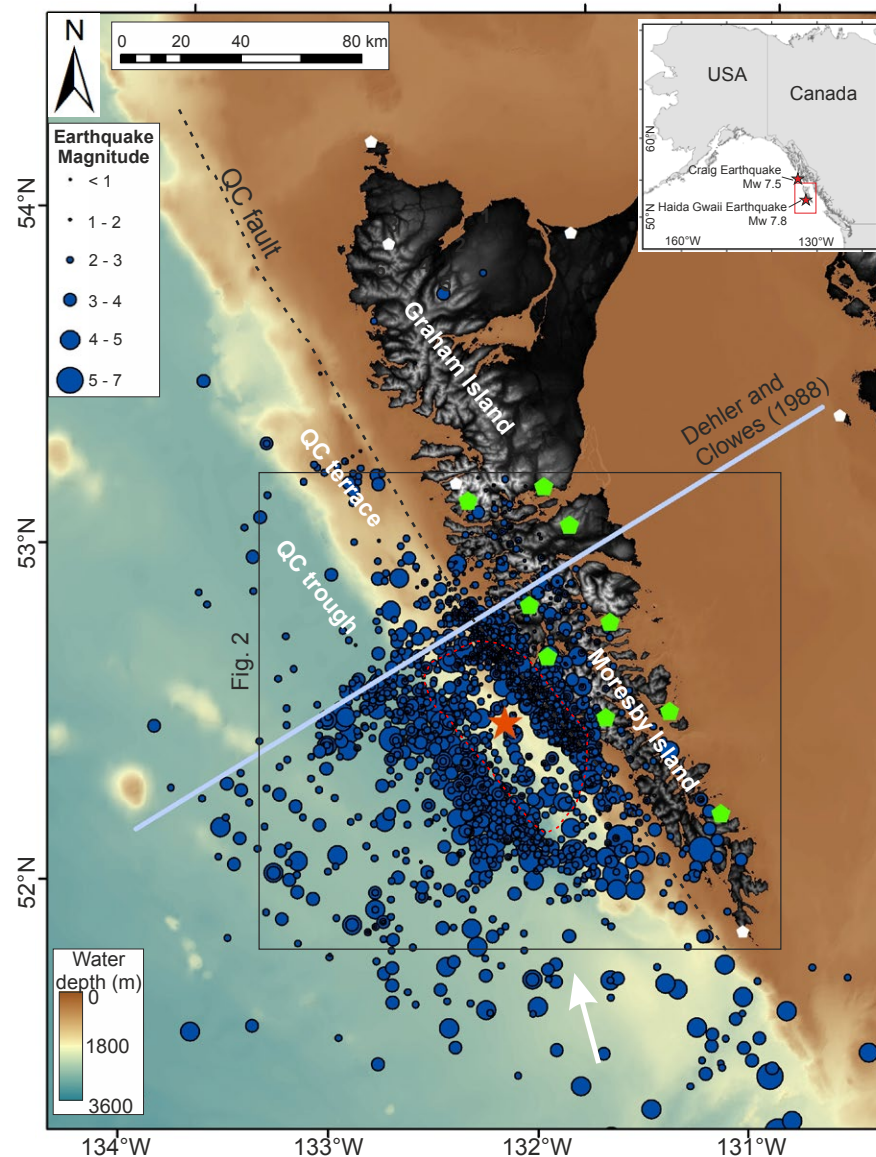 N
0 20 40 80 km
Earthquake
Magnitude
< 1
1 - 2
2 - 3
3 - 4
4 - 5
5 - 7
USA
Canada
60°N
50°N
Craig Earthquake
Mw 7.5
Haida Gwaii Earthquake
Mw 7.8
160°W
130°W
54°N
53°N
52°N
QC fault
Graham Island
Dehler and
Clowes (1988)
QC terrace
QC trough
Fig. 2
Moresby Island
Water
depth (m)
0
1800
3600
134°W
133°W
132°W
131°W